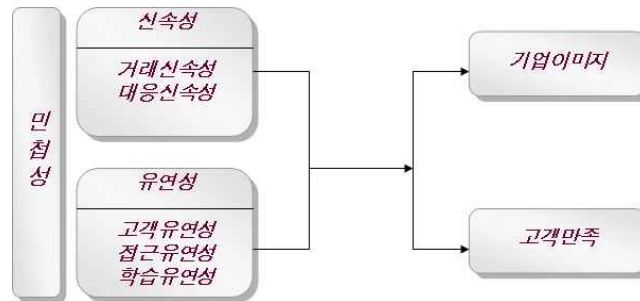 민첩성
신속성
거래신속성
대응신속성
유연성
고객유연성
접근유연성
학습유연성
기업이미지
고객만족